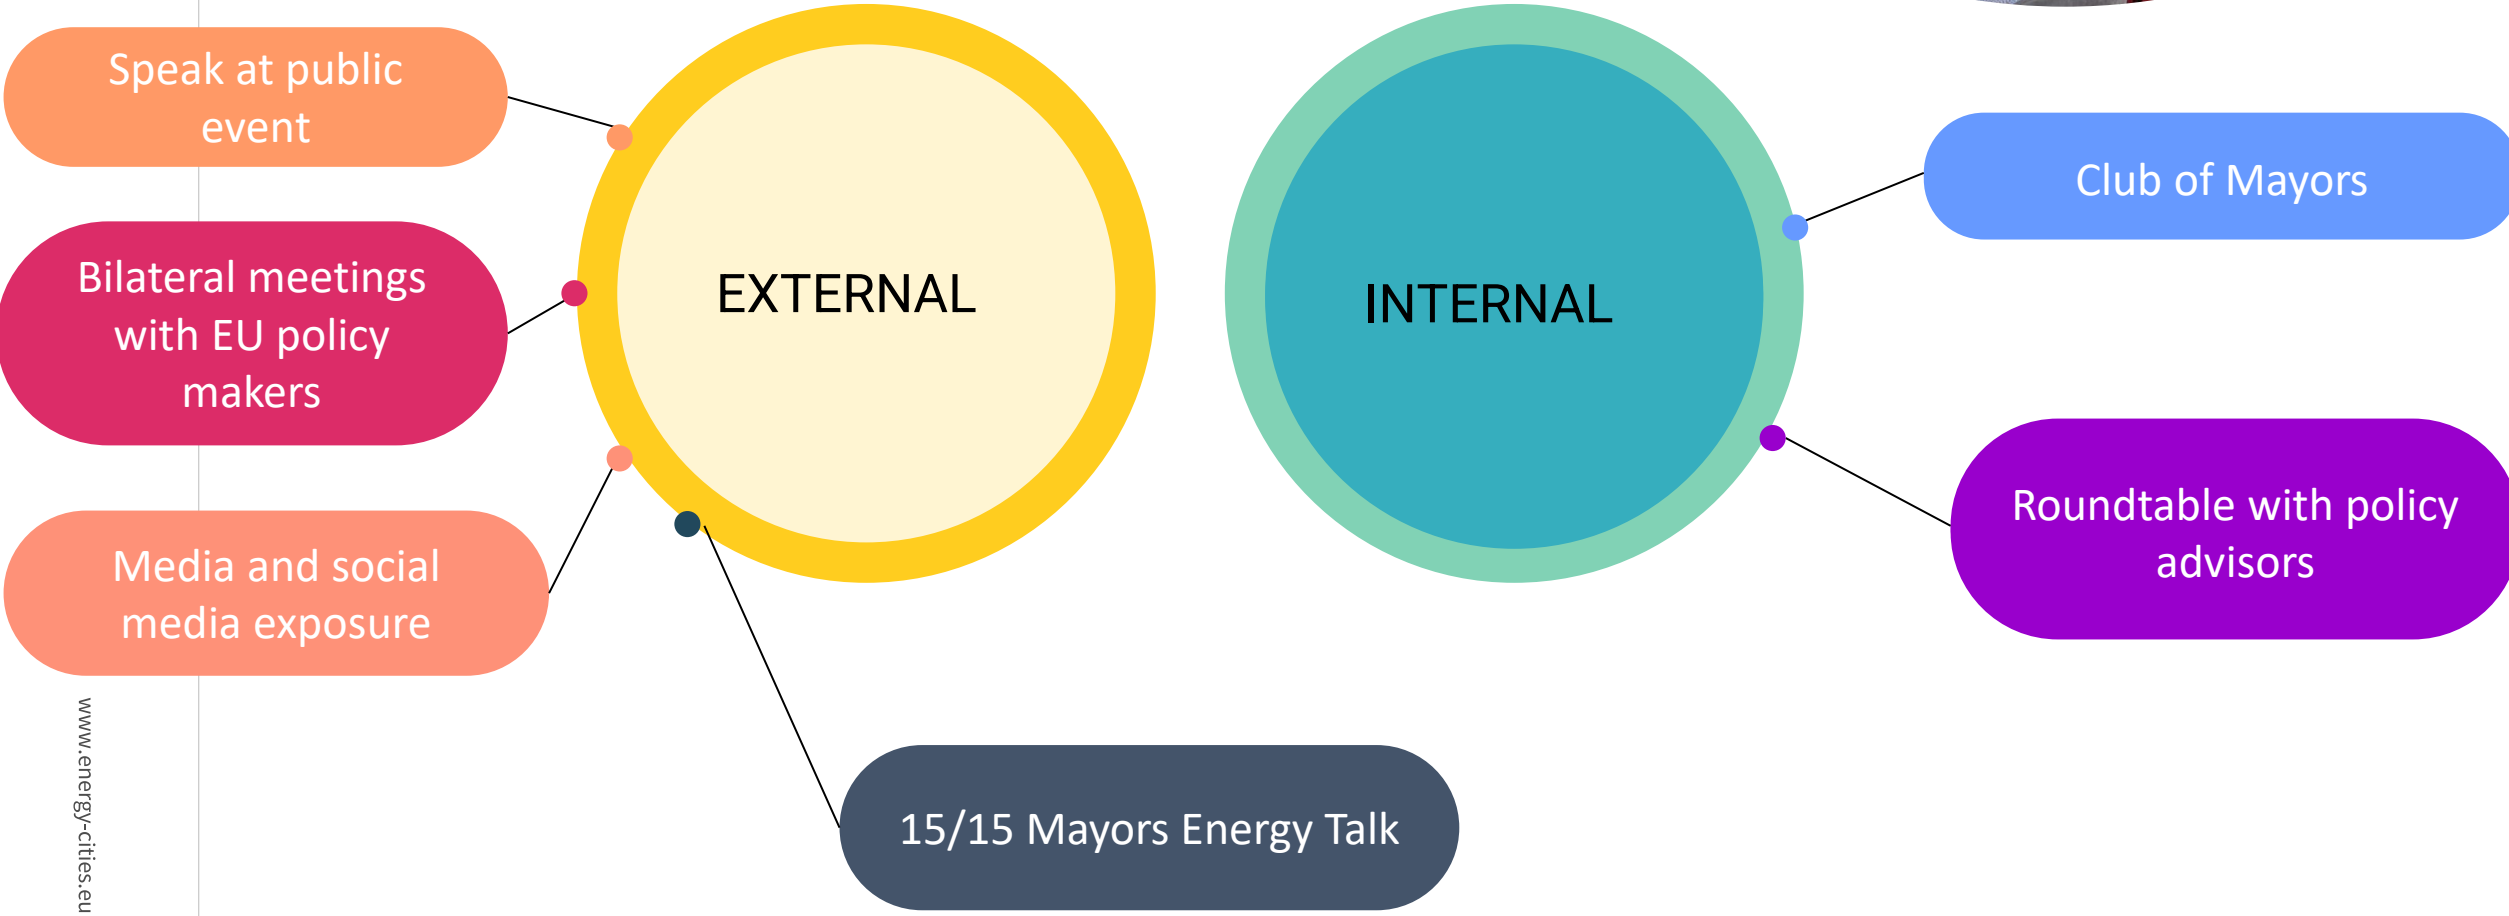 Speak at public
event
Bilateral meetings
with EU policy
makers
Media and social
media exposure
EXTERNAL
INTERNAL
Club of Mayors
Roundtable with policy
advisors
15/15 Mayors Energy Talk
www.energy-cities.eu